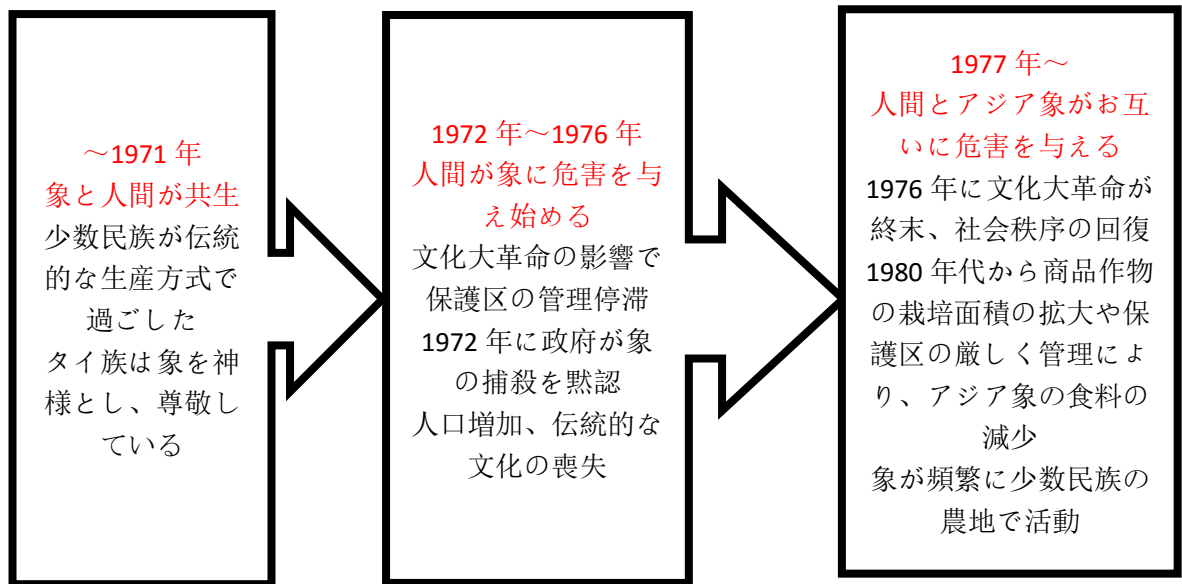 ～1971 年
象と人間が共生
少数民族が伝統
的な生産方式で
過ごした
タイ族は象を神
様とし、尊敬し
ている
1972 年～1976 年
人間が象に危害を与
え始める
文化大革命の影響で
保護区の管理停滞
1972 年に政府が象
の捕殺を黙認
人口増加、伝統的な
文化の喪失
1977 年～
人間とアジア象がお互
いに危害を与える
1976 年に文化大革命が
終末、社会秩序の回復
1980 年代から商品作物
の栽培面積の拡大や保
護区の厳しく管理によ
り、アジア象の食料の
減少
象が頻繁に少数民族の
農地で活動